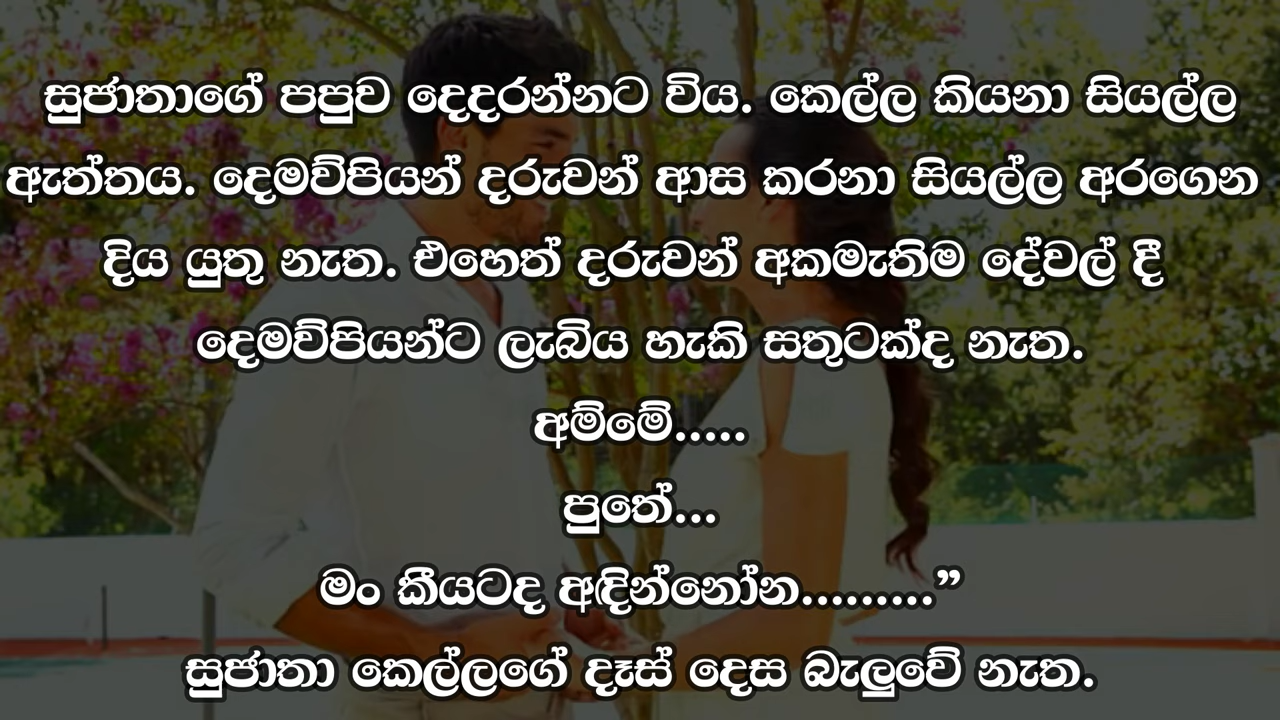 සුජාතාගේ පපුව දෙදරන්නට විය. කෙල්ල කියනා සියල්ල
ඇත්තය. දෙමව්පියන් දරුවන් ආස කරනා සියල්ල අරගෙන
දිය යුතු නැත. එහෙත් දරුවන් අකමැතිම දේවල් දී
දෙමව්පියන්ට ලැබිය හැකි සතුටක්ද නැත.
අම්මේ.....
පුතේ...
මං කීයටද අඳින්නෝන.........”
සුජාතා කෙල්ලගේ දෑස් දෙස බැලුවේ නැත.